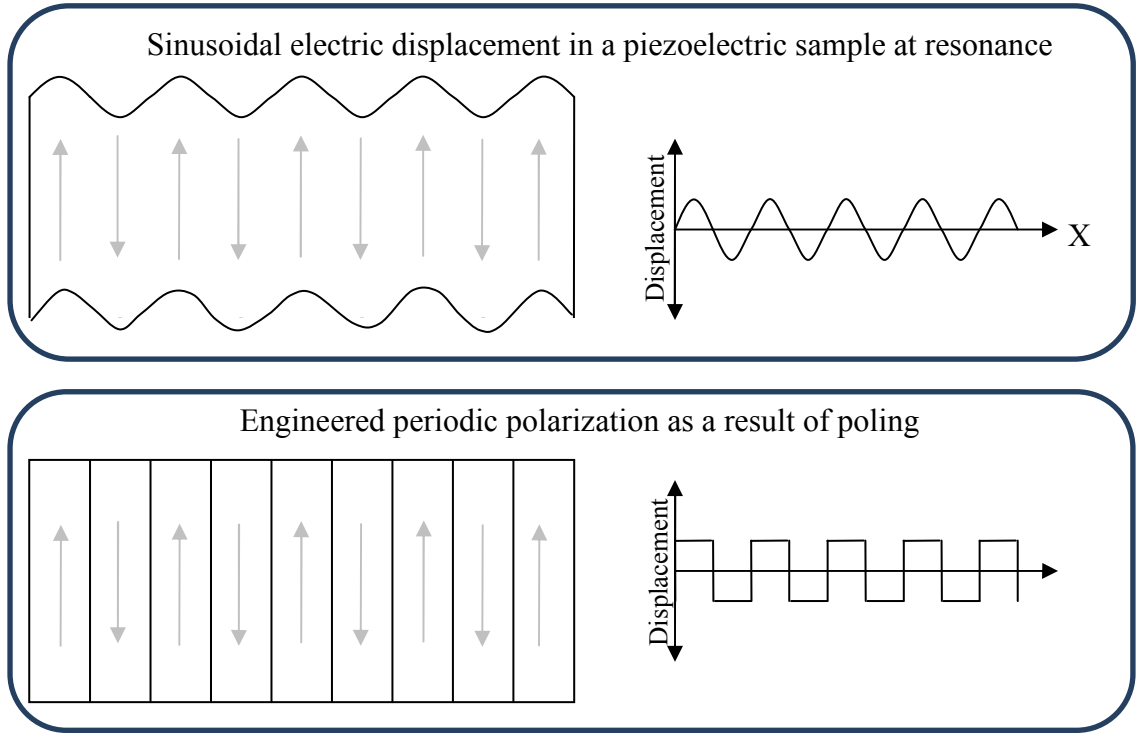 Sinusoidal electric displacement in a piezoelectric sample at resonance
Displacement
X
Engineered periodic polarization as a result of poling
Displacement